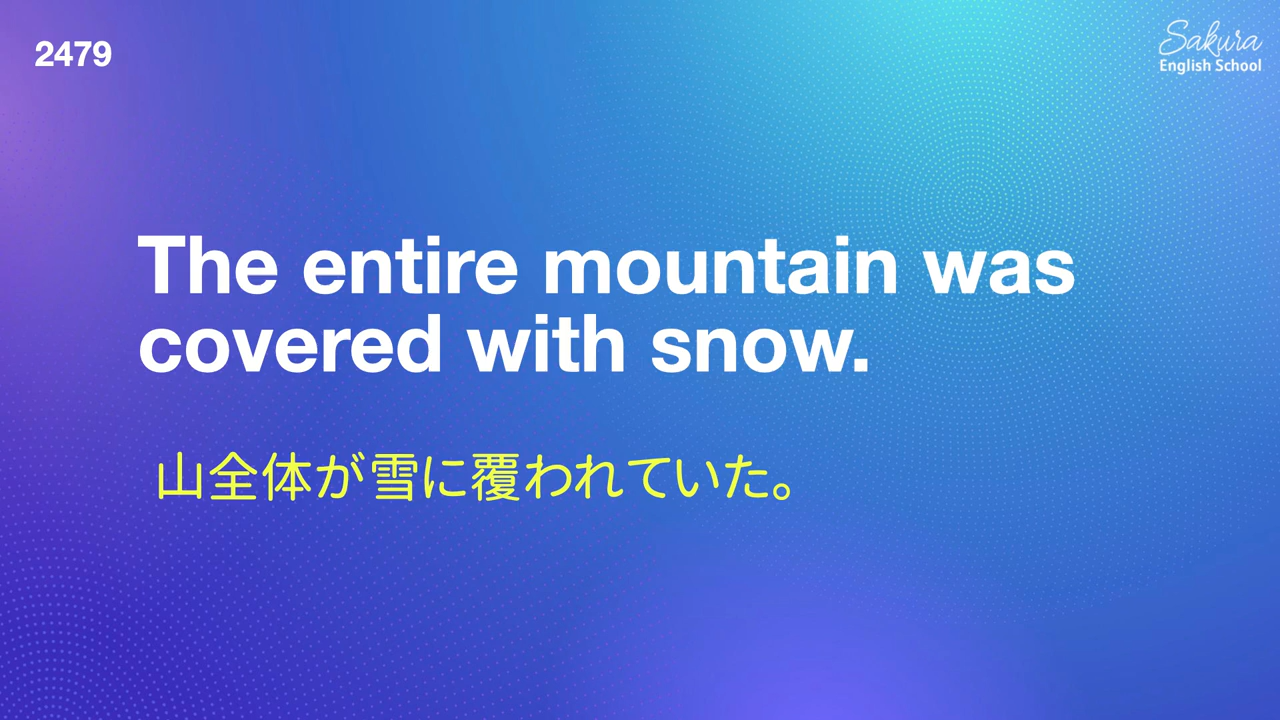 2479
Sakura
English School
The entire mountain was
covered with snow.
山全体が雪に覆われていた。